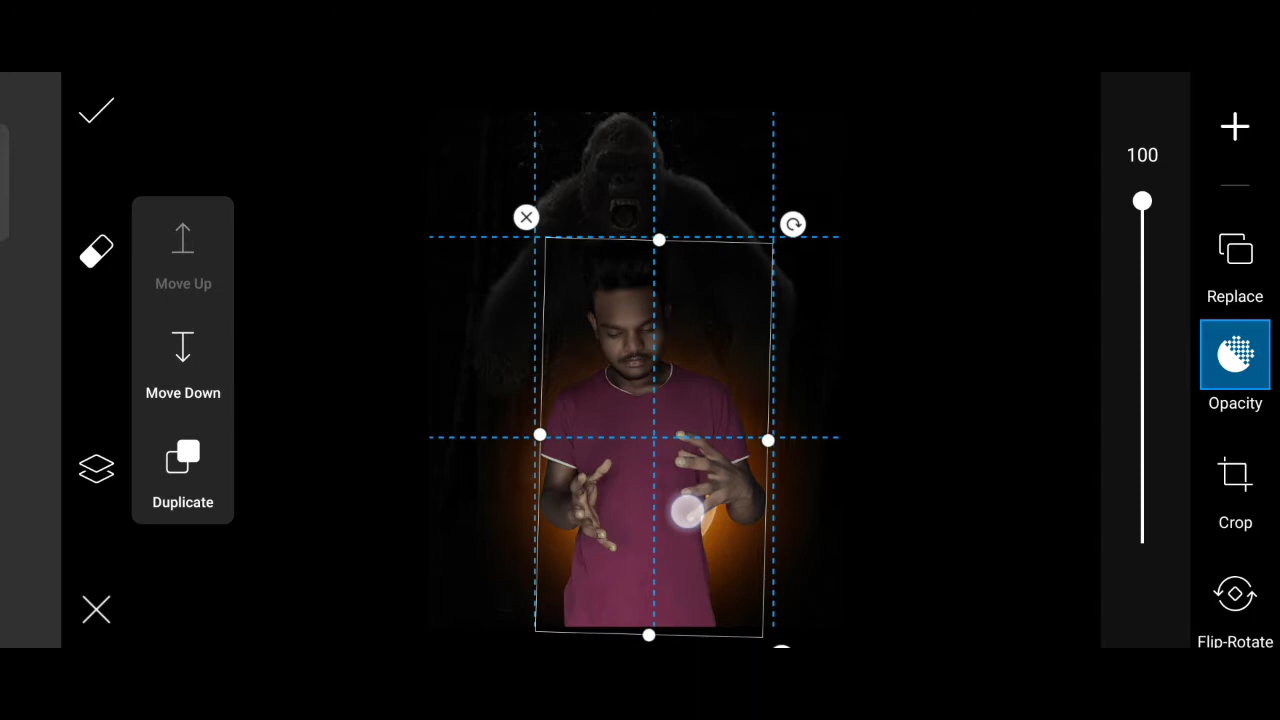 Move Up
Move Down
Duplicate
100
Replace
Opacity
Crop
Flip-Rotate